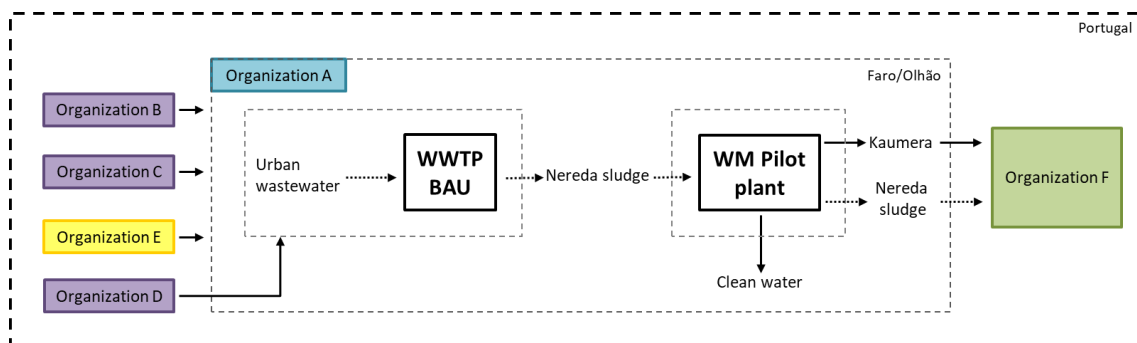 Portugal
Organization A
Faro/Olhão
Organization B
Organization C
Organization E
Organization D
Urban
wastewater
WWTP
BAU
Nereda sludge
WM Pilot
plant
Kaumera
Nereda
sludge
Clean water
Organization F